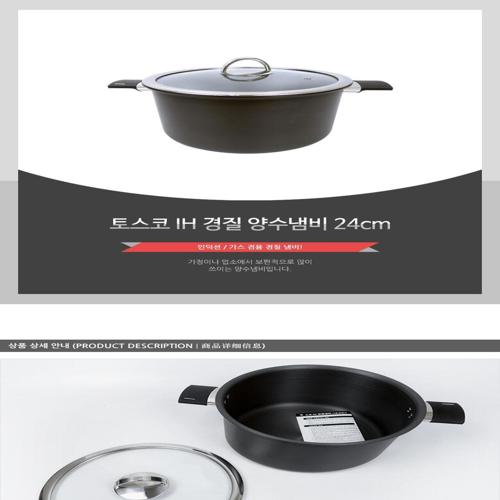 토스코 IH 경질 양수냄비 24cm
인덕션 / 가스 겸용 경질 냄비!
가정이나 업소에서 보편적으로 많이
쓰이는 양수냄비입니다.
상품 상세 안내 (PRODUCT DESCRIPTION | 商品详细信息)